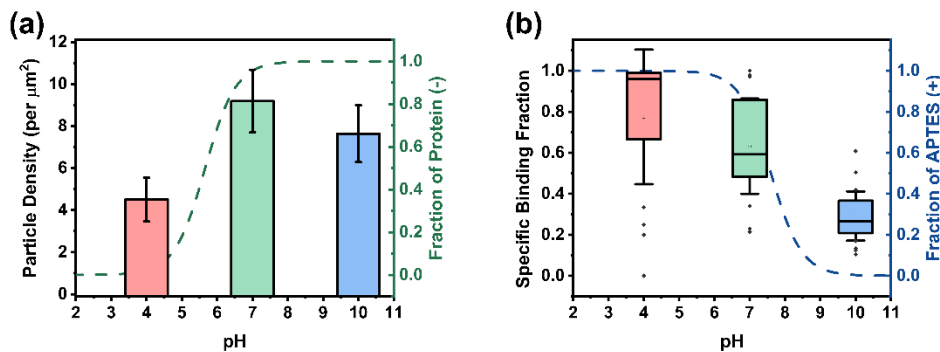 (a)
12
10
8
6
4
2
0
Particle Density (per μm²)
1.0
0.8
0.6
0.4
0.2
0.0
Fraction of Protein (-)
2 3 4 5 6 7 8 9 10 11
pH
(b)
1.0
0.8
0.6
0.4
0.2
0.0
Specific Binding Fraction
1.0
0.8
0.6
0.4
0.2
0.0
Fraction of APTES (+)
2 3 4 5 6 7 8 9 10 11
pH